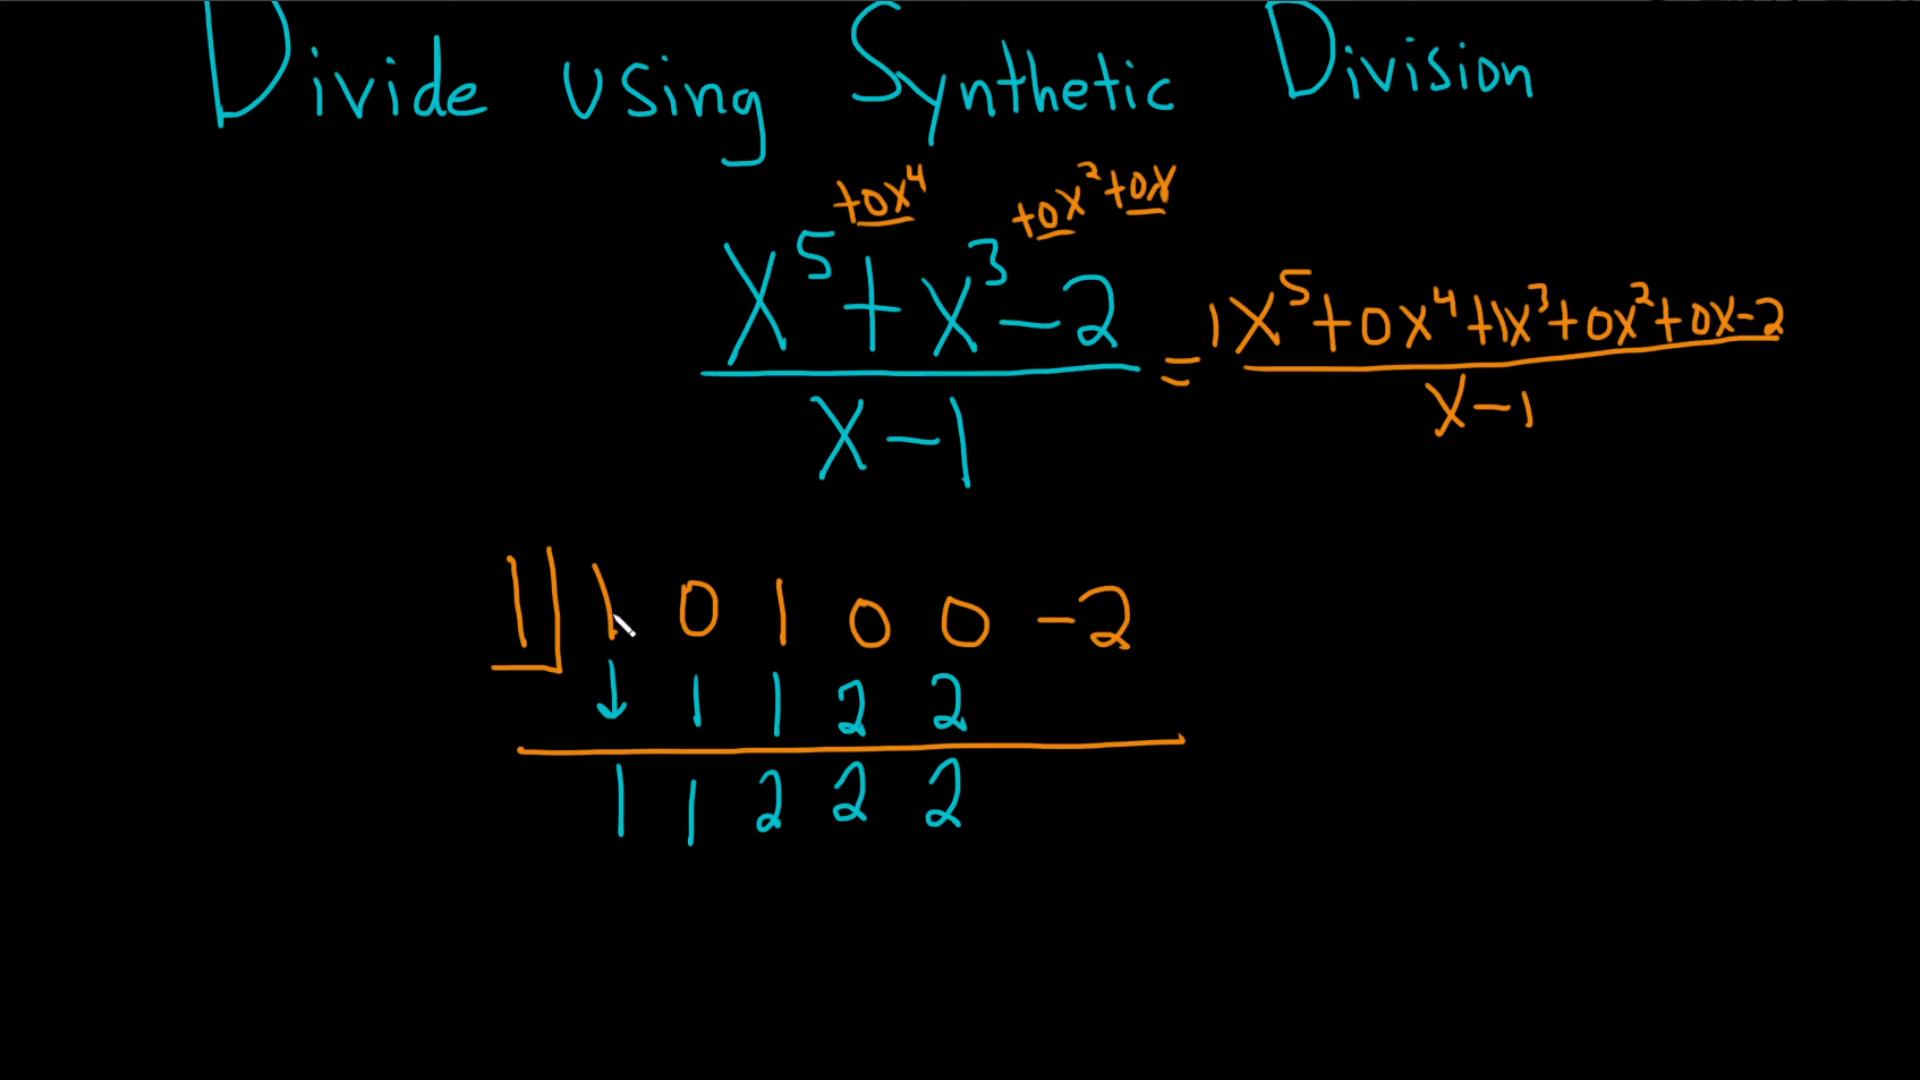 Divide using Synthetic Division
+0x⁴ +0x²+0x
x⁵+x³-2
x-1
= 1x⁵+0x⁴+1x³+0x²+0x-2
x-1
1 1 0 1 0 0 -2
↓ 1 1 2 2
1 1 2 2 2